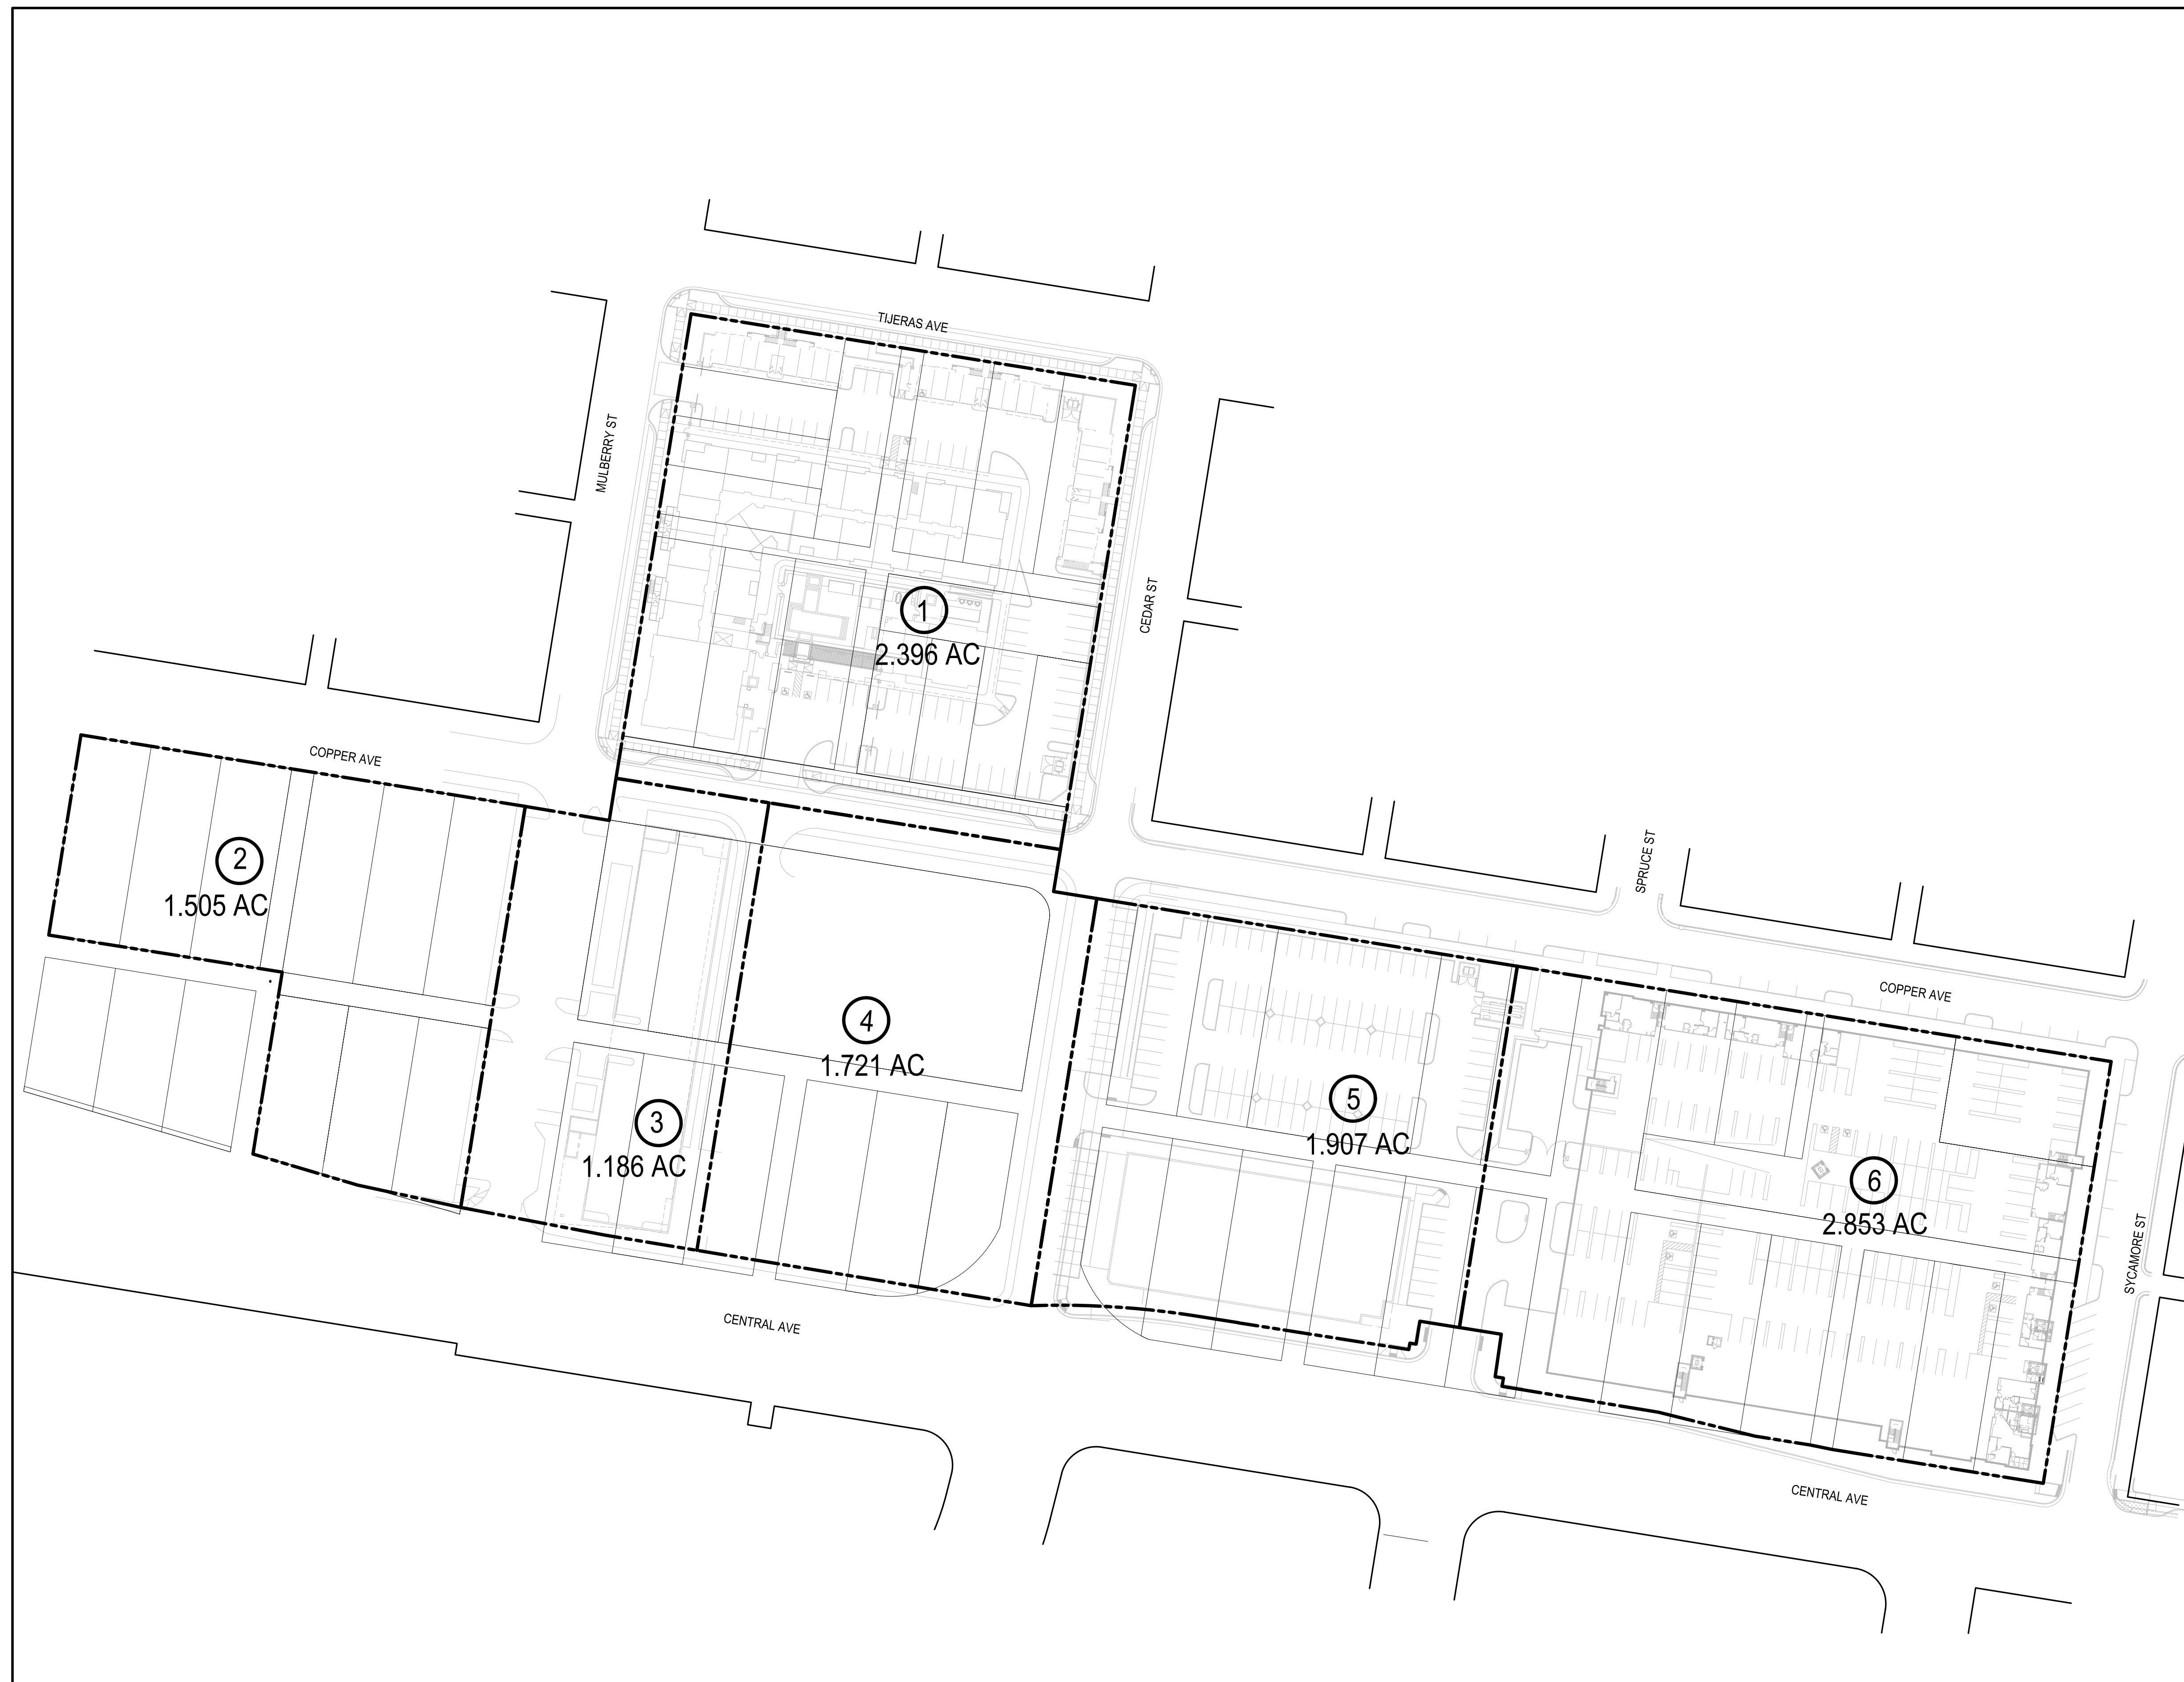 TIJERAS AVE
MULBERRY ST
CEDAR ST
1
2.396 AC
COPPER AVE
2
1.505 AC
SPRUCE ST
4
1.721 AC
3
1.186 AC
5
1.907 AC
COPPER AVE
6
2.853 AC
SYCAMORE ST
CENTRAL AVE
CENTRAL AVE